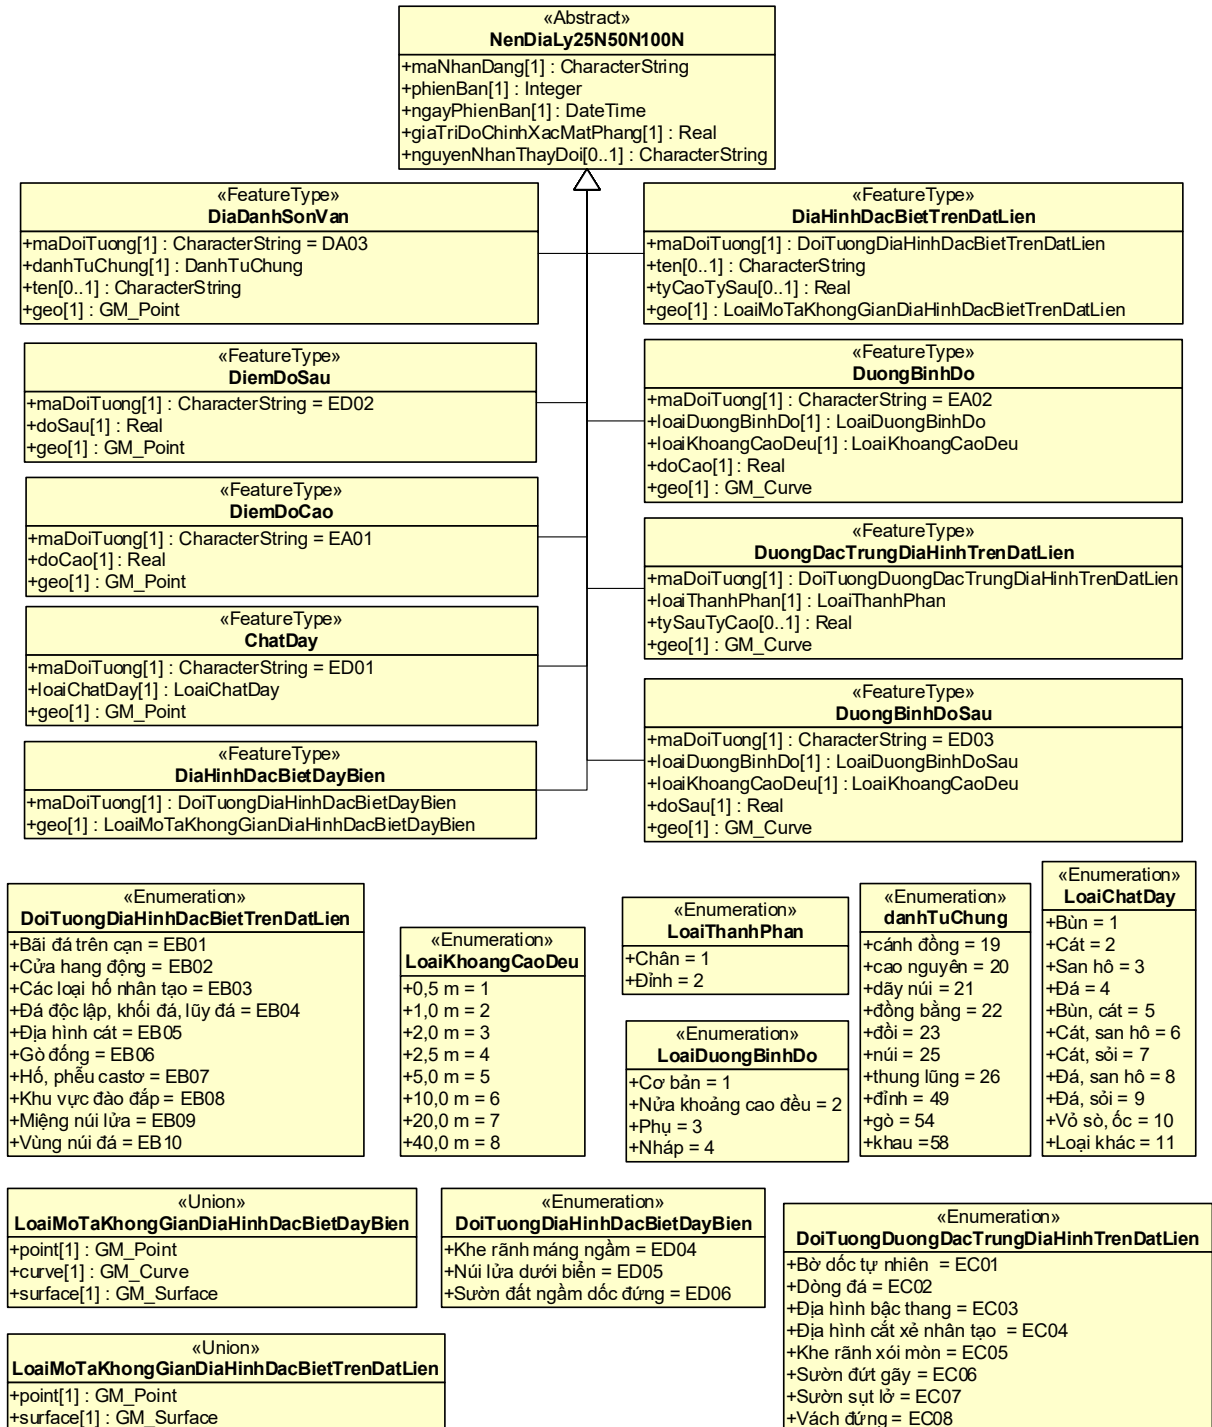 «Abstract»
NenDiaLy25N50N100N
+maNhanDang[1] : CharacterString
+phienBan[1] : Integer
+ngayPhienBan[1] : DateTime
+giaTriDoChinhXacMatPhang[1] : Real
+nguyenNhanThayDoi[0..1] : CharacterString
«FeatureType»
DiaDanhSonVan
+maDoiTuong[1] : CharacterString = DA03
+danhTuChung[1] : DanhTuChung
+ten[0..1] : CharacterString
+geo[1] : GM_Point
«FeatureType»
DiaHinhDacBietTrenDatLien
+maDoiTuong[1] : DoiTuongDiaHinhDacBietTrenDatLien
+ten[0..1] : CharacterString
+tyCaoTySau[0..1] : Real
+geo[1] : LoaiMoTaKhongGianDiaHinhDacBietTrenDatLien
«FeatureType»
DiemDoSau
+maDoiTuong[1] : CharacterString = ED02
+doSau[1] : Real
+geo[1] : GM_Point
«FeatureType»
DuongBinhDo
+maDoiTuong[1] : CharacterString = EA02
+loaiDuongBinhDo[1] : LoaiDuongBinhDo
+loaiKhoangCaoDeu[1] : LoaiKhoangCaoDeu
+doCao[1] : Real
+geo[1] : GM_Curve
«FeatureType»
DiemDoCao
+maDoiTuong[1] : CharacterString = EA01
+doCao[1] : Real
+geo[1] : GM_Point
«FeatureType»
DuongDacTrungDiaHinhTrenDatLien
+maDoiTuong[1] : DoiTuongDuongDacTrungDiaHinhTrenDatLien
+loaiThanhPhan[1] : LoaiThanhPhan
+tySauTyCao[0..1] : Real
+geo[1] : GM_Curve
«FeatureType»
ChatDay
+maDoiTuong[1] : CharacterString = ED01
+loaiChatDay[1] : LoaiChatDay
+geo[1] : GM_Point
«FeatureType»
DuongBinhDoSau
+maDoiTuong[1] : CharacterString = ED03
+loaiDuongBinhDo[1] : LoaiDuongBinhDoSau
+loaiKhoangCaoDeu[1] : LoaiKhoangCaoDeu
+doSau[1] : Real
+geo[1] : GM_Curve
«FeatureType»
DiaHinhDacBietDayBien
+maDoiTuong[1] : DoiTuongDiaHinhDacBietDayBien
+geo[1] : LoaiMoTaKhongGianDiaHinhDacBietDayBien
«Enumeration»
DoiTuongDiaHinhDacBietTrenDatLien
+Bãi đá trên cạn = EB01
+Cửa hang động = EB02
+Các loại hố nhân tạo = EB03
+Đá độc lập, khối đá, lũy đá = EB04
+Địa hình cát = EB05
+Gò đống = EB06
+Hố, phễu castơ = EB07
+Khu vực đào đắp = EB08
+Miệng núi lửa = EB09
+Vùng núi đá = EB10
«Enumeration»
LoaiKhoangCaoDeu
+0,5 m = 1
+1,0 m = 2
+2,0 m = 3
+2,5 m = 4
+5,0 m = 5
+10,0 m = 6
+20,0 m = 7
+40,0 m = 8
«Enumeration»
LoaiThanhPhan
+Chân = 1
+Đỉnh = 2
«Enumeration»
LoaiDuongBinhDo
+Cơ bản = 1
+Nửa khoảng cao đều = 2
+Phụ = 3
+Nháp = 4
«Enumeration»
danhTuChung
+cánh đồng = 19
+cao nguyên = 20
+dãy núi = 21
+đồng bằng = 22
+đồi = 23
+núi = 25
+thung lũng = 26
+đỉnh = 49
+gò = 54
+khau =58
«Enumeration»
LoaiChatDay
+Bùn = 1
+Cát = 2
+San hô = 3
+Đá = 4
+Bùn, cát = 5
+Cát, san hô = 6
+Cát, sỏi = 7
+Đá, san hô = 8
+Đá, sỏi = 9
+Vỏ sò, ốc = 10
+Loại khác = 11
«Union»
LoaiMoTaKhongGianDiaHinhDacBietDayBien
+point[1] : GM_Point
+curve[1] : GM_Curve
+surface[1] : GM_Surface
«Enumeration»
DoiTuongDiaHinhDacBietDayBien
+Khe rãnh máng ngầm = ED04
+Núi lửa dưới biển = ED05
+Sườn đất ngầm dốc đứng = ED06
«Enumeration»
DoiTuongDuongDacTrungDiaHinhTrenDatLien
+Bờ dốc tự nhiên = EC01
+Dòng đá = EC02
+Địa hình bậc thang = EC03
+Địa hình cắt xẻ nhân tạo = EC04
+Khe rãnh xói mòn = EC05
+Sườn đứt gãy = EC06
+Sườn sụt lở = EC07
+Vách đứng = EC08
«Union»
LoaiMoTaKhongGianDiaHinhDacBietTrenDatLien
+point[1] : GM_Point
+surface[1] : GM_Surface